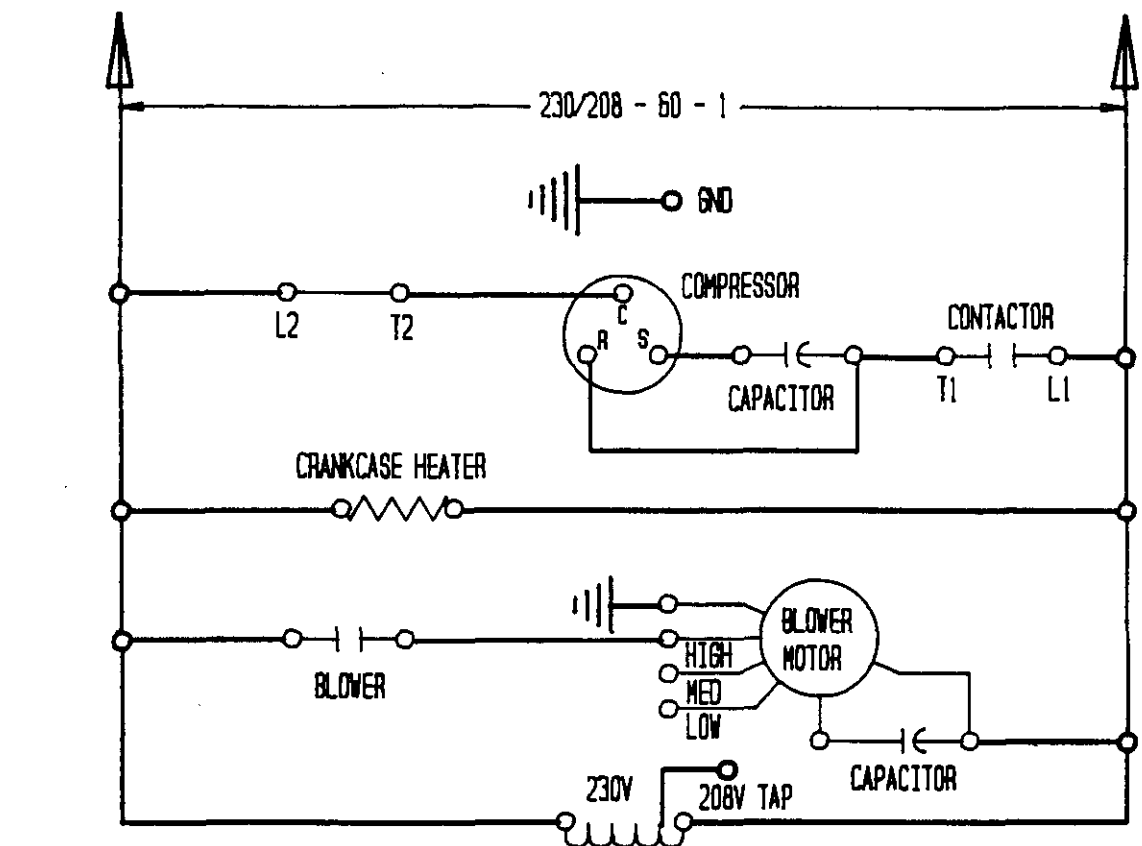 230/208 - 60 - 1
GND
COMPRESSOR
C
R S
L2 T2
CONTACTOR
CAPACITOR
T1 L1
CRANKCASE HEATER
BLOWER
MOTOR
HIGH
MED
LOW
BLOWER
CAPACITOR
230V
208V TAP